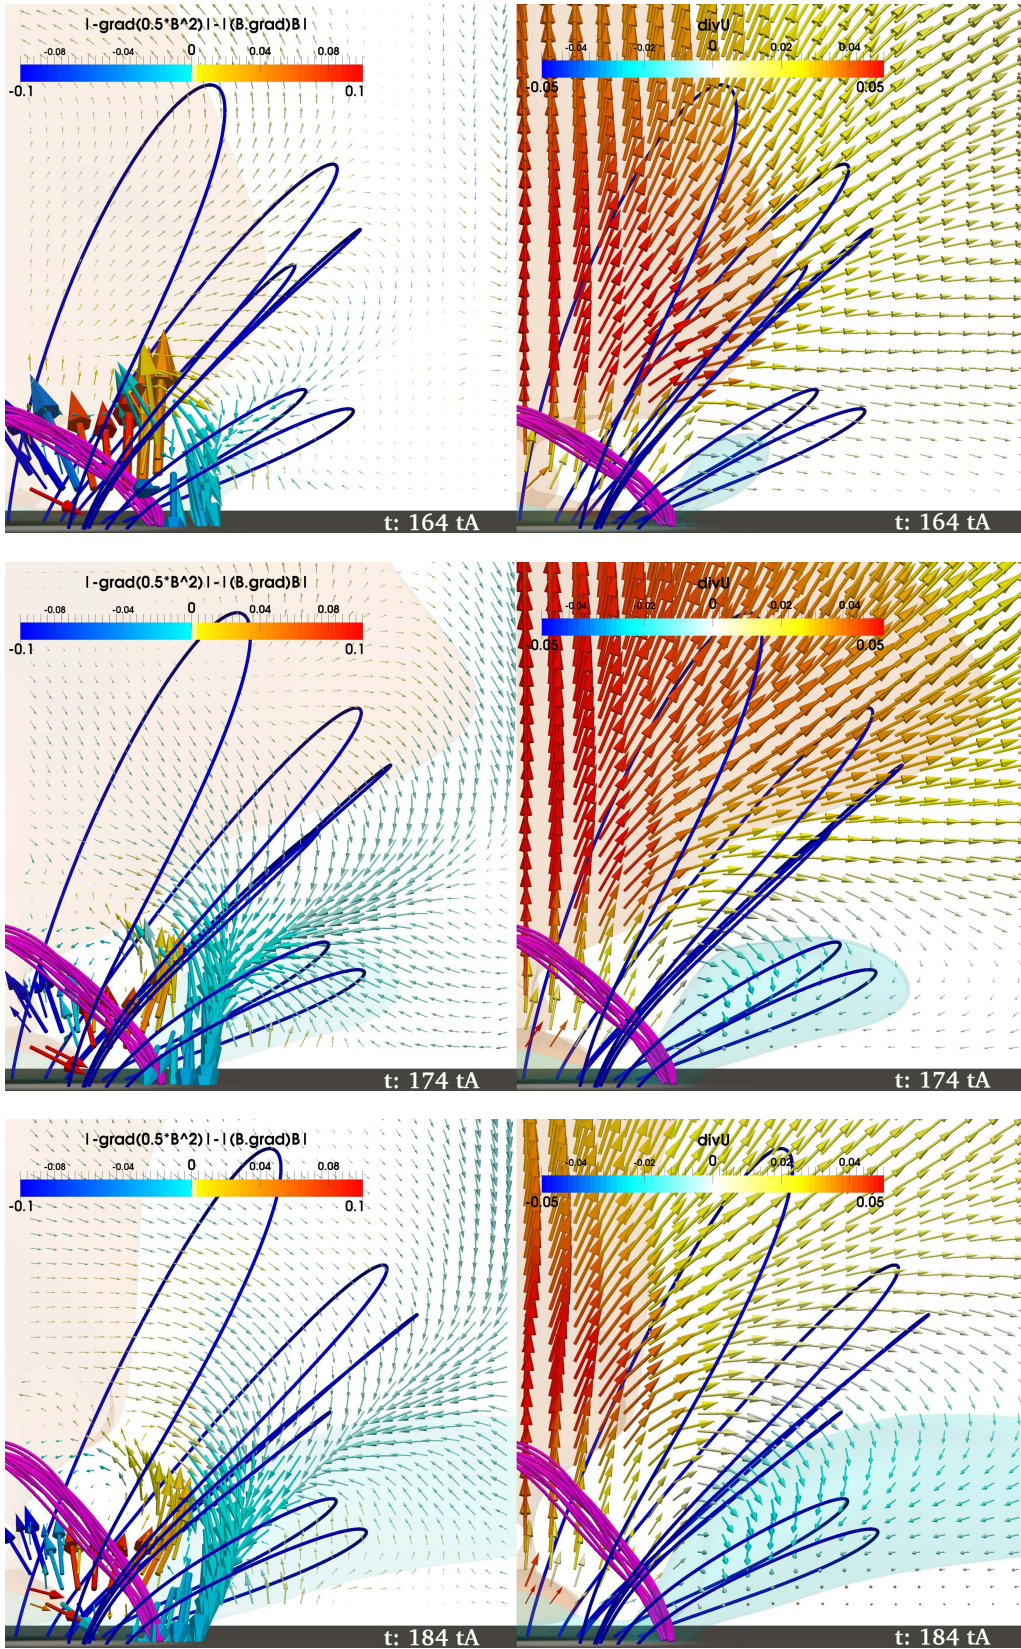 |-grad(0.5*B^2)|-|(B.grad)B|
-0.08 -0.04 0 0.04 0.08
-0.1 0.1
t: 164 tA
divU
-0.04 -0.02 0 0.02 0.04
-0.05 0.05
t: 164 tA
|-grad(0.5*B^2)|-|(B.grad)B|
-0.08 -0.04 0 0.04 0.08
-0.1 0.1
t: 174 tA
divU
-0.04 -0.02 0 0.02 0.04
-0.05 0.05
t: 174 tA
|-grad(0.5*B^2)|-|(B.grad)B|
-0.08 -0.04 0 0.04 0.08
-0.1 0.1
t: 184 tA
divU
-0.04 -0.02 0 0.02 0.04
-0.05 0.05
t: 184 tA